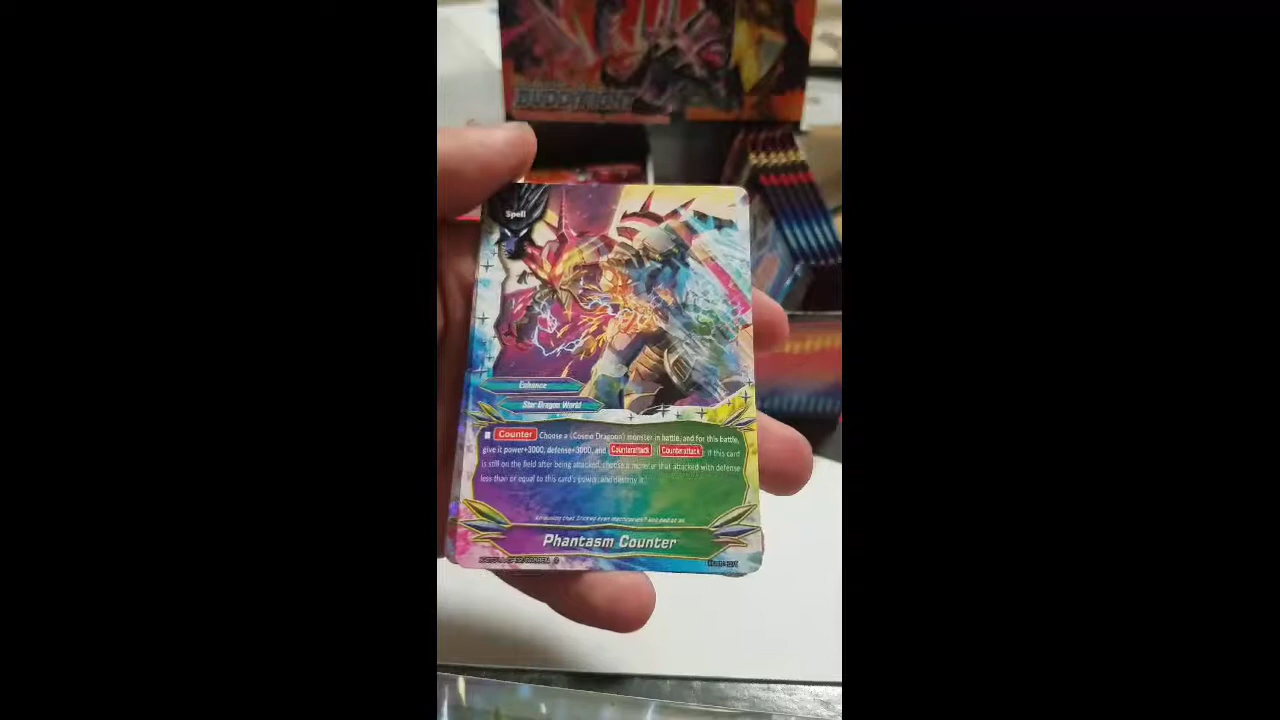 BUDDYFIGHT
Spell
Enhance
Star Dragon World
Counter Choose a (Cosmo Dragoon) monster in battle, and for this battle,
give it power+3000, defense+3000, and Counterattack! Counterattack: If this card
is still on the field after being attacked, choose a monster that attacked with defense
less than or equal to this card's power, and destroy it.
Phantasm Counter